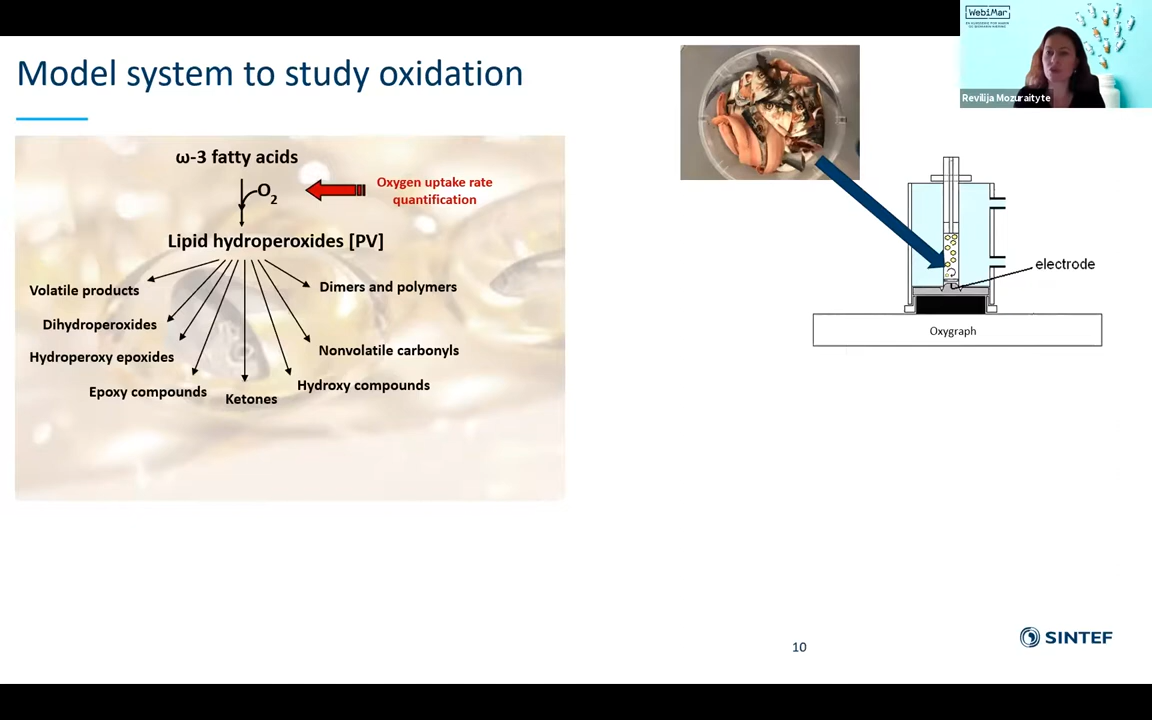 Model system to study oxidation
ω-3 fatty acids
O2
Oxygen uptake rate
quantification
Lipid hydroperoxides [PV]
Volatile products
Dimers and polymers
Dihydroperoxides
Hydroperoxy epoxides
Nonvolatile carbonyls
Epoxy compounds
Hydroxy compounds
Ketones
electrode
Oxygraph
10
SINTEF
WebiMar
Revilija Mozuraityte